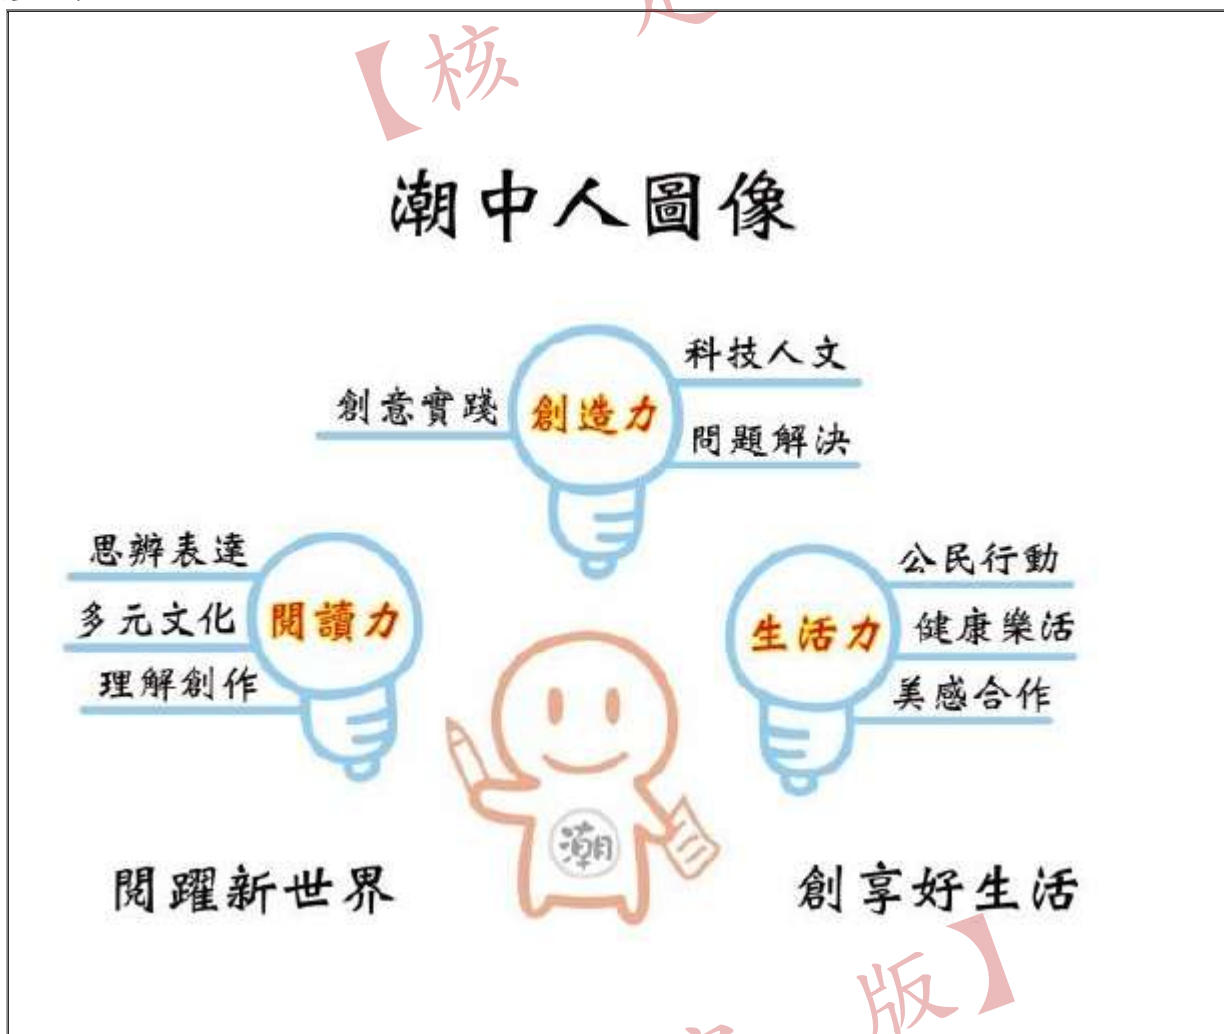 【核 定
潮中人圖像
科技人文
創意實踐
創造力
問題解決
思辨表達
多元文化
閱讀力
理解創作
公民行動
生活力
健康樂活
美感合作
潮
閱躍新世界
創享好生活
版】